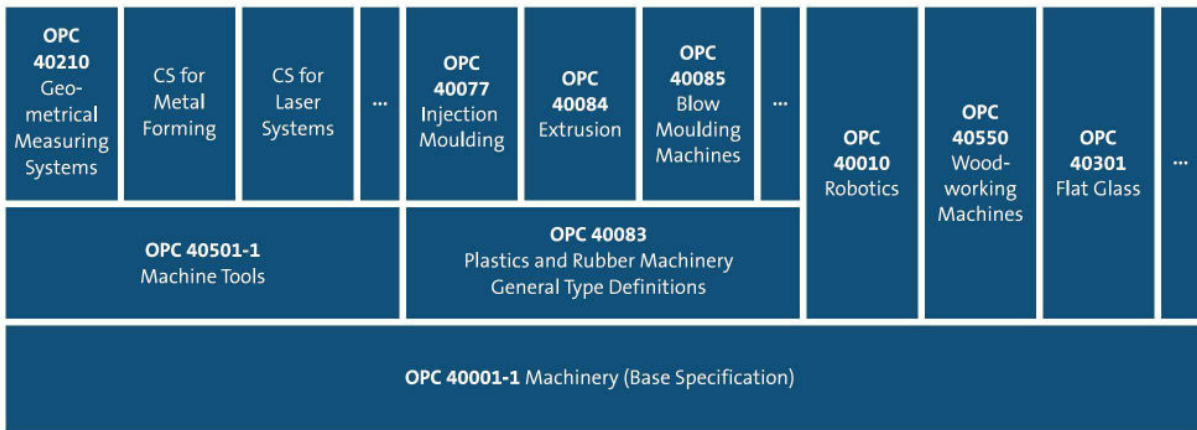 OPC
40210
Geo-
metrical
Measuring
Systems
CS for
Metal
Forming
CS for
Laser
Systems
...
OPC
40077
Injection
Moulding
OPC
40084
Extrusion
OPC
40085
Blow
Moulding
Machines
...
OPC
40010
Robotics
OPC
40550
Wood-
working
Machines
OPC
40301
Flat Glass
...
OPC 40501-1
Machine Tools
OPC 40083
Plastics and Rubber Machinery
General Type Definitions
OPC 40001-1 Machinery (Base Specification)